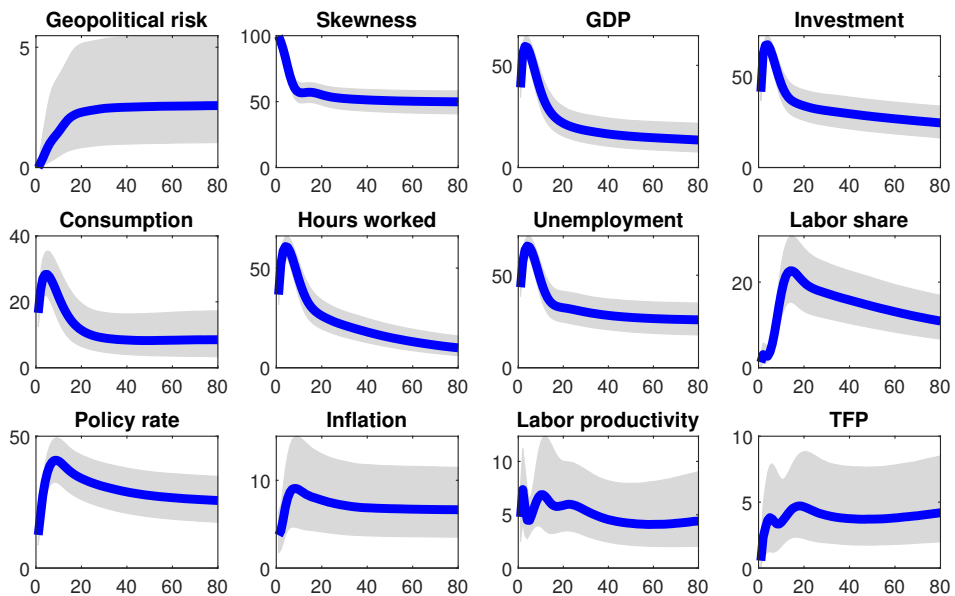 Geopolitical risk Skewness GDP Investment
5 100 50 50
50
0 0 0 0
0 20 40 60 80 0 20 40 60 80 0 20 40 60 80 0 20 40 60 80
Consumption Hours worked Unemployment Labor share
40 50 50 20
20
0 0 0 0
0 20 40 60 80 0 20 40 60 80 0 20 40 60 80 0 20 40 60 80
Policy rate Inflation Labor productivity TFP
50 10 10 10
5 5
0 0 0 0
0 20 40 60 80 0 20 40 60 80 0 20 40 60 80 0 20 40 60 80